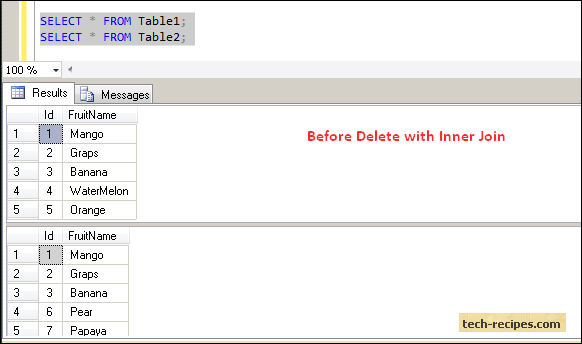 SELECT * FROM Table1;
SELECT * FROM Table2;
100 %
Results Messages
Id FruitName
Before Delete with Inner Join
1 1 Mango
2 2 Graps
3 3 Banana
4 4 WaterMelon
5 5 Orange
Id FruitName
1 1 Mango
2 2 Graps
3 3 Banana
4 6 Pear
5 7 Papaya
tech-recipes.com